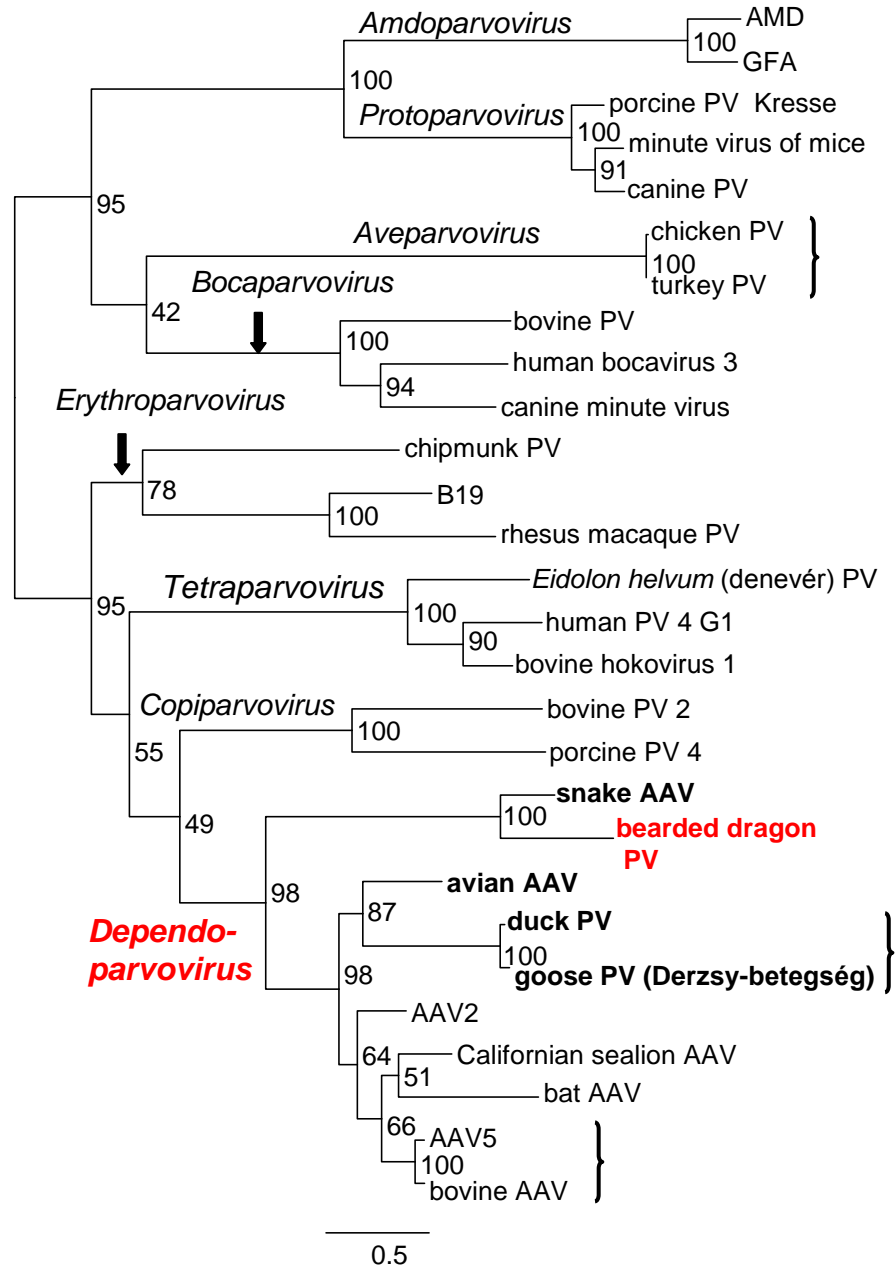 AMD
Amdoparvovirus
100
GFA
100
porcine PV Kresse
Protoparvovirus
100
minute virus of mice
91
canine PV
95
chicken PV
Aveparvovirus
100
turkey PV
Bocaparvovirus
42
bovine PV
100
human bocavirus 3
94
canine minute virus
Erythroparvovirus
chipmunk PV
78
B19
100
rhesus macaque PV
Eidolon helvum (denevér) PV
Tetraparvovirus
95
100
human PV 4 G1
90
bovine hokovirus 1
Copiparvovirus
bovine PV 2
100
55
porcine PV 4
snake AAV
49
100
bearded dragon
PV
avian AAV
98
87
duck PV
Dependo-
parvovirus
100
98
goose PV (Derzsy-betegség)
AAV2
64
Californian sealion AAV
51
bat AAV
66
AAV5
100
bovine AAV
0.5